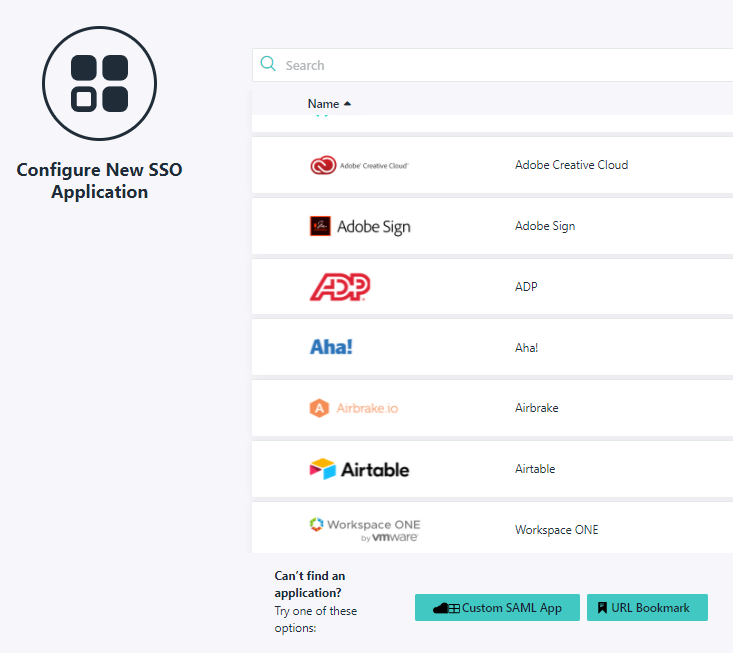 Configure New SSO
Application
Search
Name
Adobe® Creative Cloud™
Adobe Creative Cloud
Adobe Sign
Adobe Sign
ADP
ADP
Aha!
Aha!
A Airbrake.io
Airbrake
Airtable
Airtable
Workspace ONE
by vmware
Workspace ONE
Can't find an
application?
Try one of these
options:
Custom SAML App
URL Bookmark